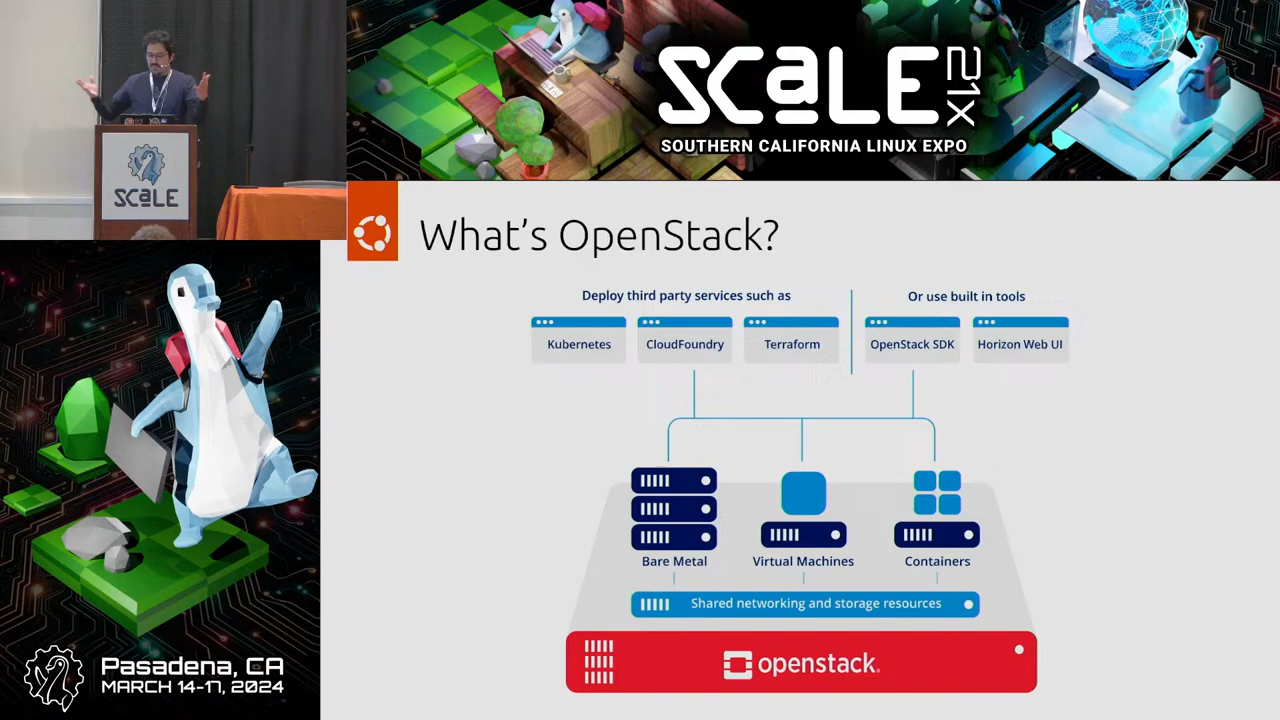 SCALE
SCALE 21X
SOUTHERN CALIFORNIA LINUX EXPO
What's OpenStack?
Deploy third party services such as
Or use built in tools
Kubernetes
CloudFoundry
Terraform
OpenStack SDK
Horizon Web UI
Bare Metal
Virtual Machines
Containers
Shared networking and storage resources
openstack.
Pasadena, CA
MARCH 14-17, 2024